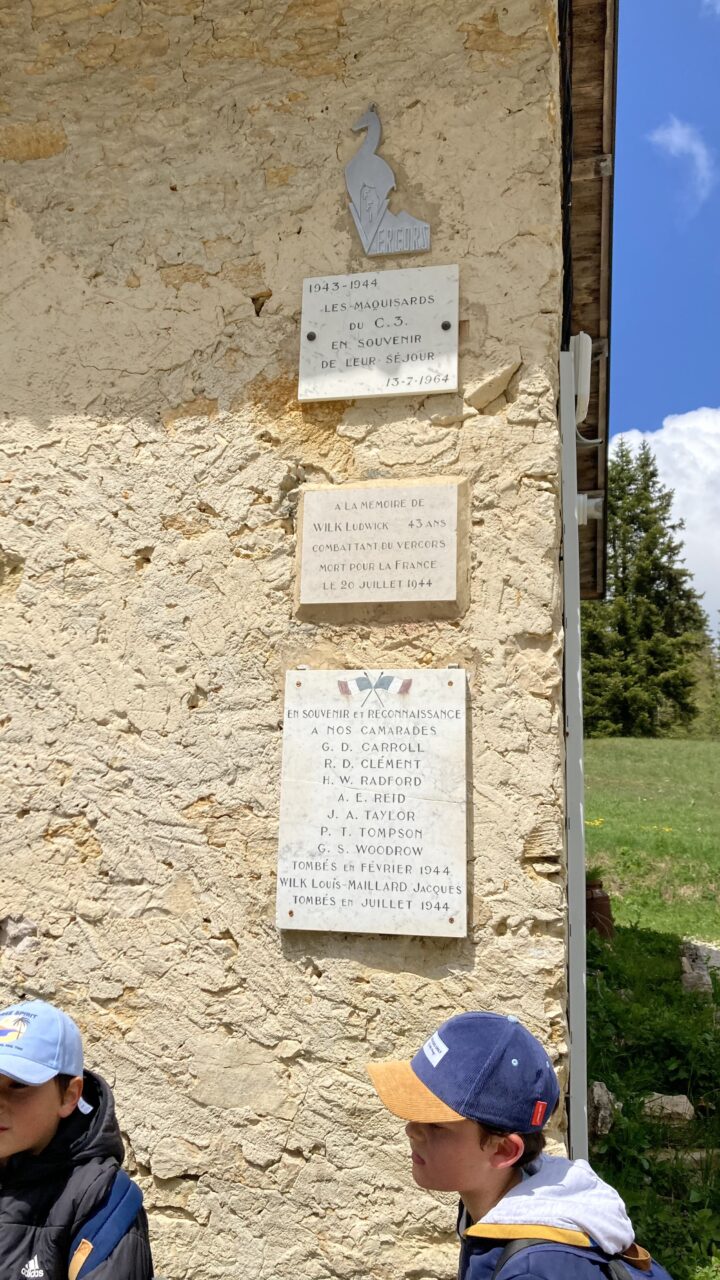 VERCORS
1943-1944
LES MAQUISARDS
DU C.3.
EN SOUVENIR
DE LEUR SÉJOUR
13-7-1964
A LA MEMOIRE DE
WILK LUDWICK 43 ANS
COMBATTANT DU VERCORS
MORT POUR LA FRANCE
LE 20 JUILLET 1944
EN SOUVENIR ET RECONNAISSANCE
A NOS CAMARADES
G. D. CARROLL
R. D. CLÉMENT
H. W. RADFORD
A. E. REID
J. A. TAYLOR
P. T. TOMPSON
G. S. WOODROW
TOMBÉS EN FÉVRIER 1944
WILK LOUIS-MAILLARD JACQUES
TOMBÉS EN JUILLET 1944
adidas